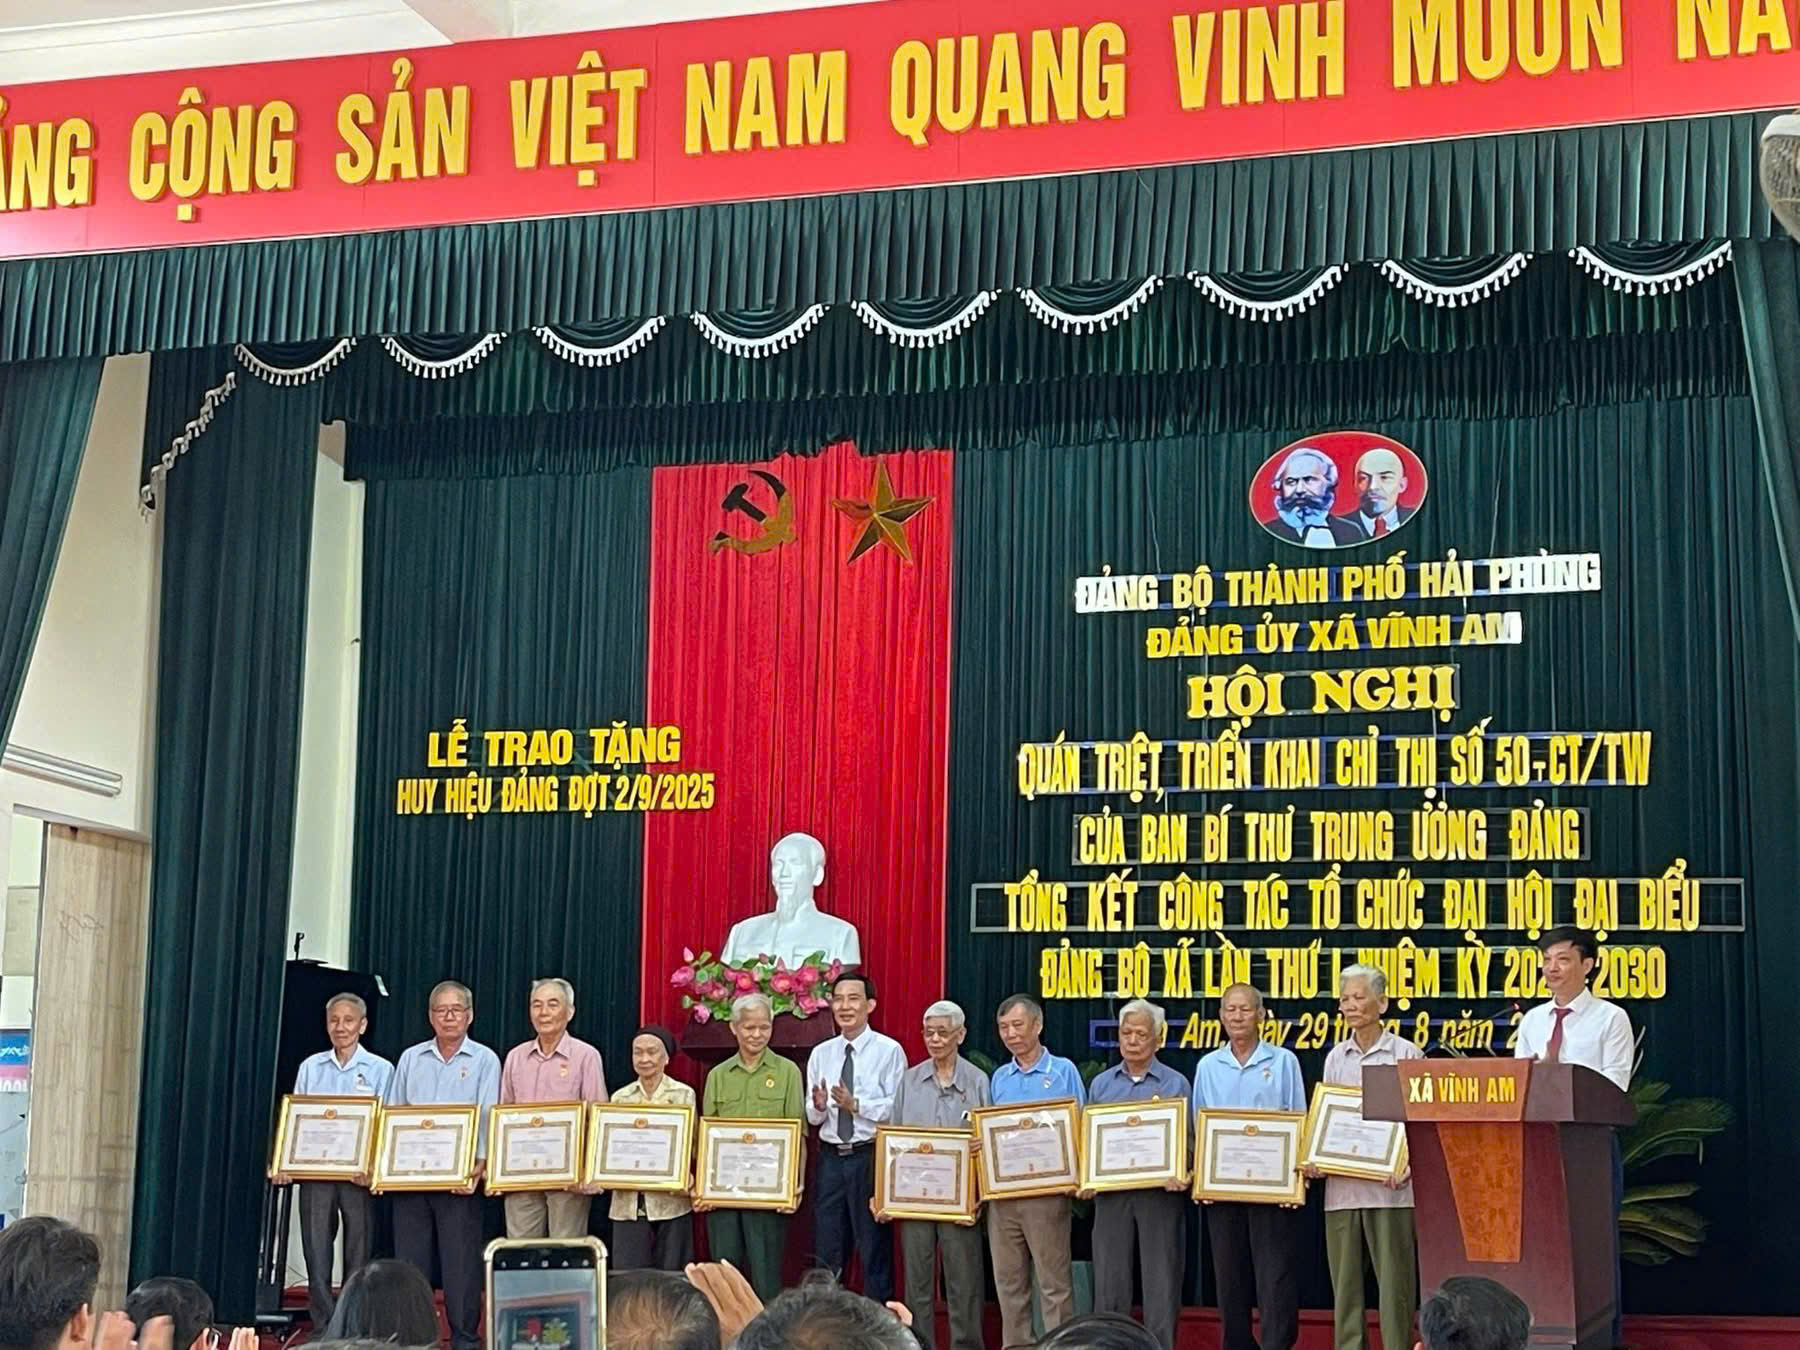 CỘNG SẢN VIỆT NAM QUANG VINH MUÔN
ĐẢNG BỘ THÀNH PHỐ HẢI PHÒNG
ĐẢNG ỦY XÃ VĨNH AM
HỘI NGHỊ
QUÁN TRIỆT, TRIỂN KHAI CHỈ THỊ SỐ 50-CT/TW
CỦA BAN BÍ THƯ TRUNG ƯƠNG ĐẢNG
TỔNG KẾT CÔNG TÁC TỔ CHỨC ĐẠI HỘI ĐẠI BIỂU
ĐẢNG BỘ XÃ LẦN THỨ I NHIỆM KỲ 2030
Am, ngày 29 tháng 8 năm
LỄ TRAO TẶNG
HUY HIỆU ĐẢNG ĐỢT 2/9/2025
XÃ VĨNH AM